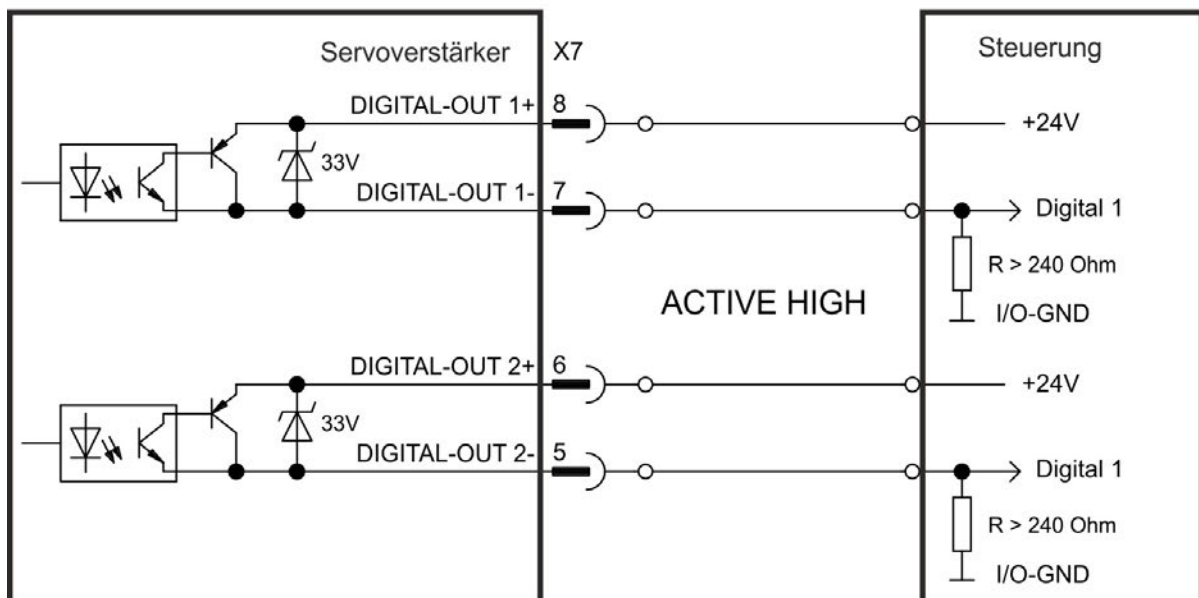 Servoverstärker
X7
Steuerung
DIGITAL-OUT 1+
8
+24V
33V
DIGITAL-OUT 1-
7
Digital 1
R > 240 Ohm
I/O-GND
ACTIVE HIGH
DIGITAL-OUT 2+
6
+24V
33V
DIGITAL-OUT 2-
5
Digital 1
R > 240 Ohm
I/O-GND